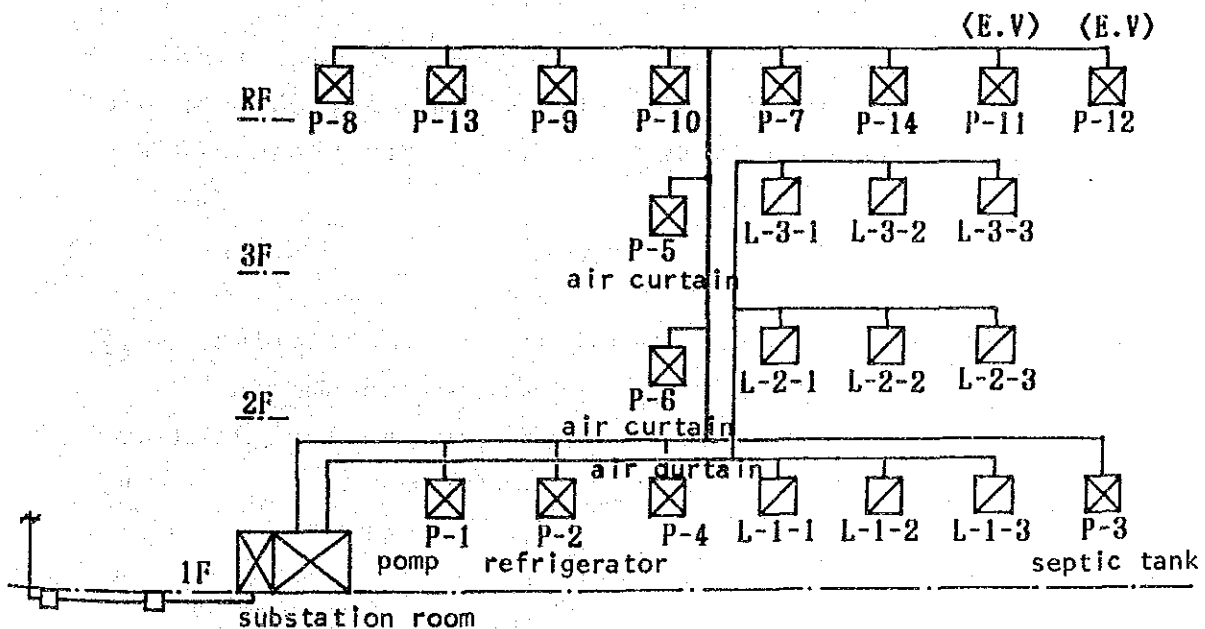 (E.V) (E.V)
RF
P-8 P-13 P-9 P-10 P-7 P-14 P-11 P-12
L-3-1 L-3-2 L-3-3
P-5
3F
air curtain
L-2-1 L-2-2 L-2-3
P-6
2F
air curtain
air curtain
P-1 P-2 P-4 L-1-1 L-1-2 L-1-3 P-3
pomp refrigerator septic tank
1F
substation room